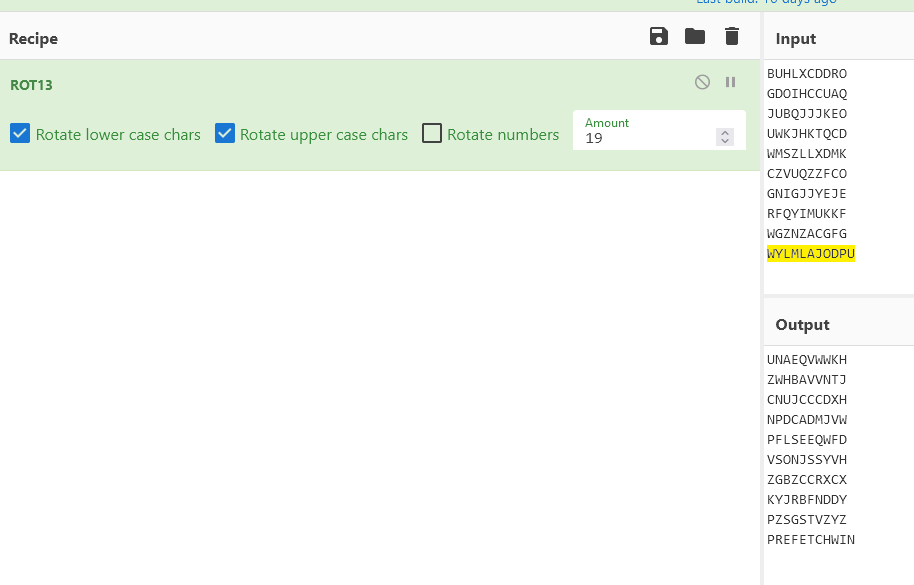 Last build: 10 days ago
Recipe
ROT13
Rotate lower case chars
Rotate upper case chars
Rotate numbers
Amount
19
Input
BUHLXCDDRO
GDOIHCCUAQ
JUBQJJJKEO
UWKJHKTQCD
WMSZLLXDMK
CZVUQZZFCO
GNIGJJYEJE
RFQYIMUKKF
WGZNZACGFG
WYLMLAJODPU
Output
UNAEQVWWKH
ZWHBAVVNTJ
CNUJCCCDXH
NPDCADMJVW
PFLSEEQWFD
VSONJSSYVH
ZGBZCCRXCX
KYJRBFNDDY
PZSGSTVZYZ
PREFETCHWIN